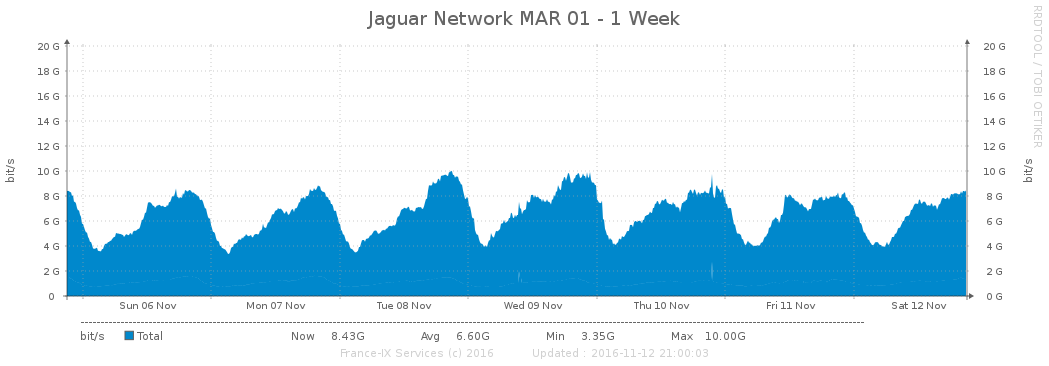 Jaguar Network MAR 01 - 1 Week
RRDTOOL / TOBI OETIKER
bit/s
bit/s
20 G 20 G
18 G 18 G
16 G 16 G
14 G 14 G
12 G 12 G
10 G 10 G
8 G 8 G
6 G 6 G
4 G 4 G
2 G 2 G
0 0 G
Sun 06 Nov Mon 07 Nov Tue 08 Nov Wed 09 Nov Thu 10 Nov Fri 11 Nov Sat 12 Nov
bit/s Total Now 8.43G Avg 6.60G Min 3.35G Max 10.00G
France-IX Services (c) 2016 Updated : 2016-11-12 21:00:03